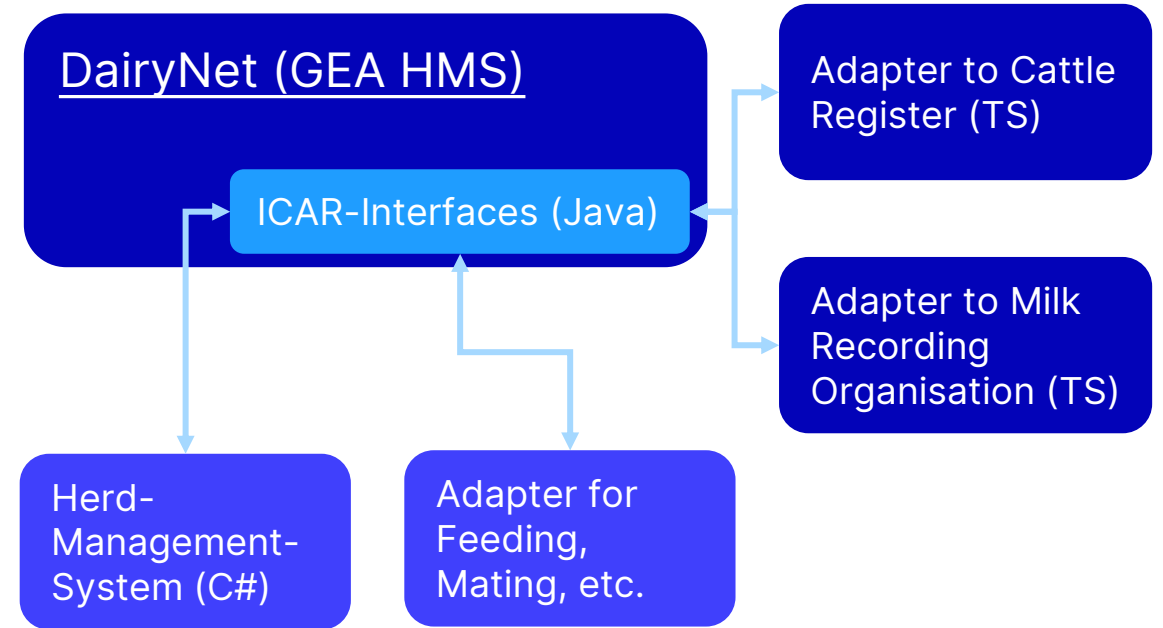 DairyNet (GEA HMS)
ICAR-Interfaces (Java)
Adapter to Cattle
Register (TS)
Adapter to Milk
Recording
Organisation (TS)
Herd-
Management-
System (C#)
Adapter for
Feeding,
Mating, etc.